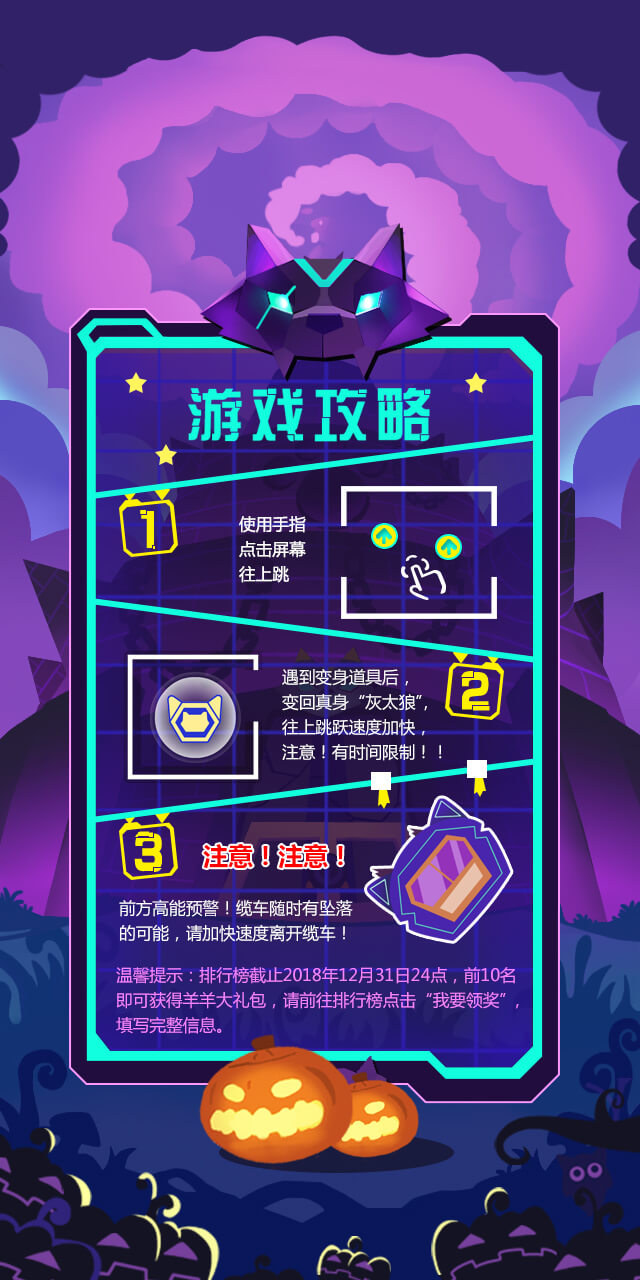 游戏攻略
1
使用手指
点击屏幕
往上跳
遇到变身道具后，
变回真身“灰太狼”，
往上跳跃速度加快，
注意！有时间限制！！
2
3
注意！注意！
前方高能预警！缆车随时有坠落
的可能，请加快速度离开缆车！
温馨提示：排行榜截止2018年12月31日24点，前10名
即可获得羊羊大礼包，请前往排行榜点击“我要领奖”，
填写完整信息。